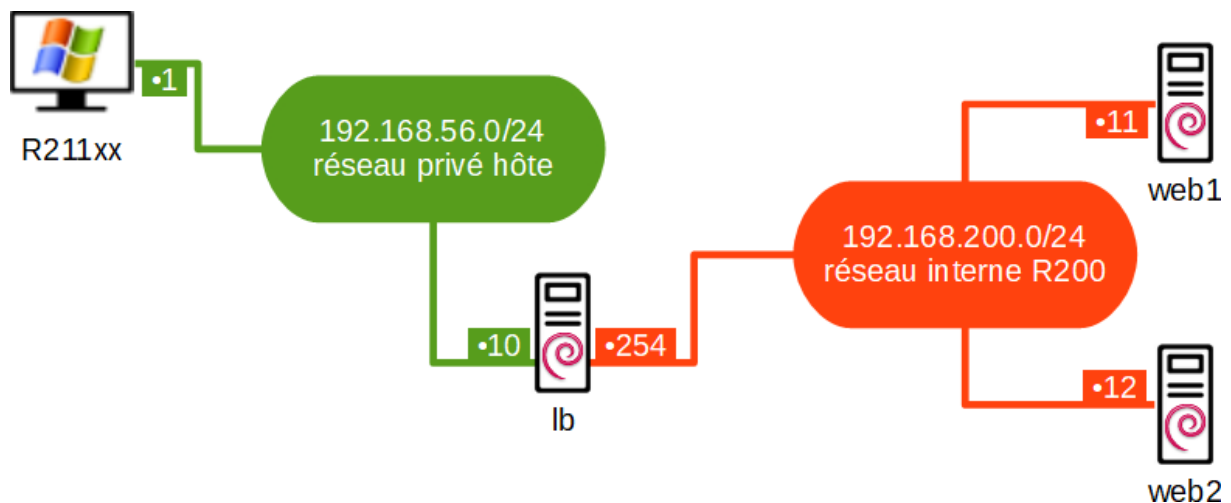 •1
R211xx
192.168.56.0/24
réseau privé hôte
•10
•254
lb
192.168.200.0/24
réseau interne R200
•11
web1
•12
web2